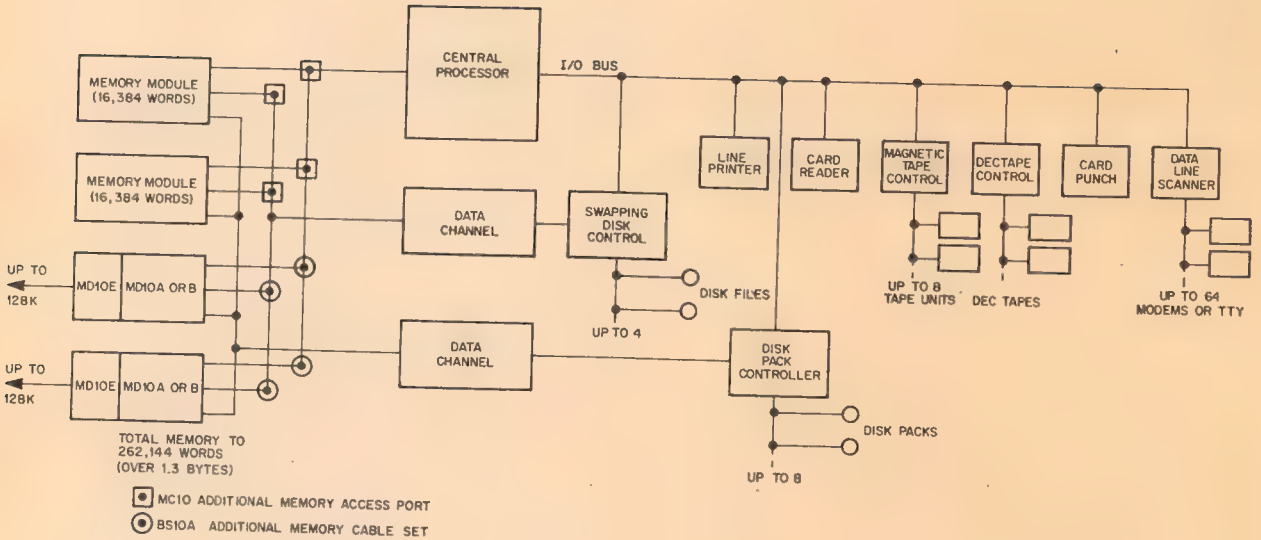 CENTRAL
PROCESSOR
I/O BUS
MEMORY MODULE
(16,384 WORDS)
MEMORY MODULE
(16,384 WORDS)
LINE
PRINTER
CARD
READER
MAGNETIC
TAPE
CONTROL
DECTAPE
CONTROL
CARD
PUNCH
DATA
LINE
SCANNER
DATA
CHANNEL
SWAPPING
DISK
CONTROL
UP TO
128K
MD10E
MD10A OR B
DISK FILES
UP TO 4
UP TO 8
TAPE UNITS
DEC TAPES
UP TO 64
MODEMS OR TTY
UP TO
128K
MD10E
MD10A OR B
DATA
CHANNEL
DISK
PACK
CONTROLLER
DISK PACKS
UP TO 8
TOTAL MEMORY TO
262,144 WORDS
(OVER 1.3 BYTES)
MC10 ADDITIONAL MEMORY ACCESS PORT
BS10A ADDITIONAL MEMORY CABLE SET